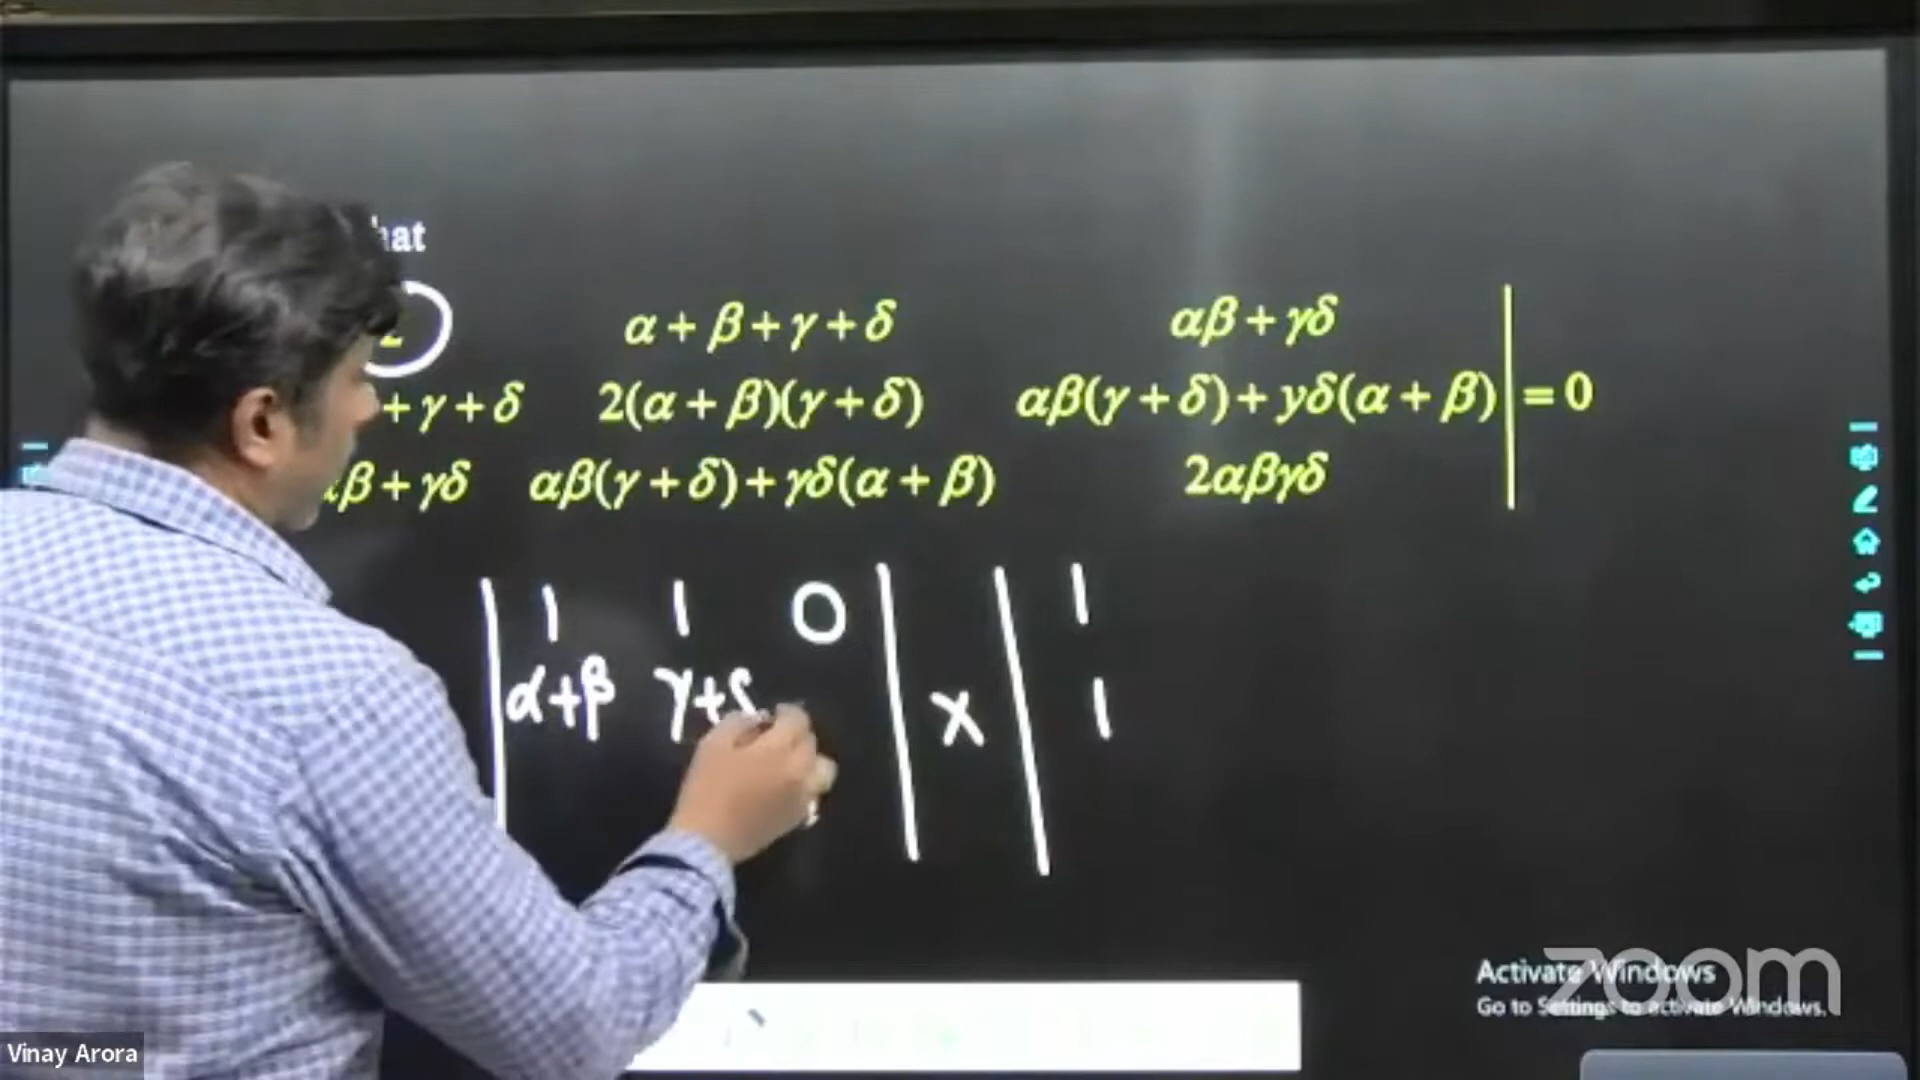 hat
2 α + β + γ + δ αβ + γδ
+ γ + δ 2(α + β)(γ + δ) αβ(γ + δ) + yδ(α + β) = 0
β + γδ αβ(γ + δ) + γδ(α + β) 2αβγδ
1 1 0 1
α+β γ+δ x 1
Activate Windows
Go to Settings to activate Windows.
zoom
Vinay Arora